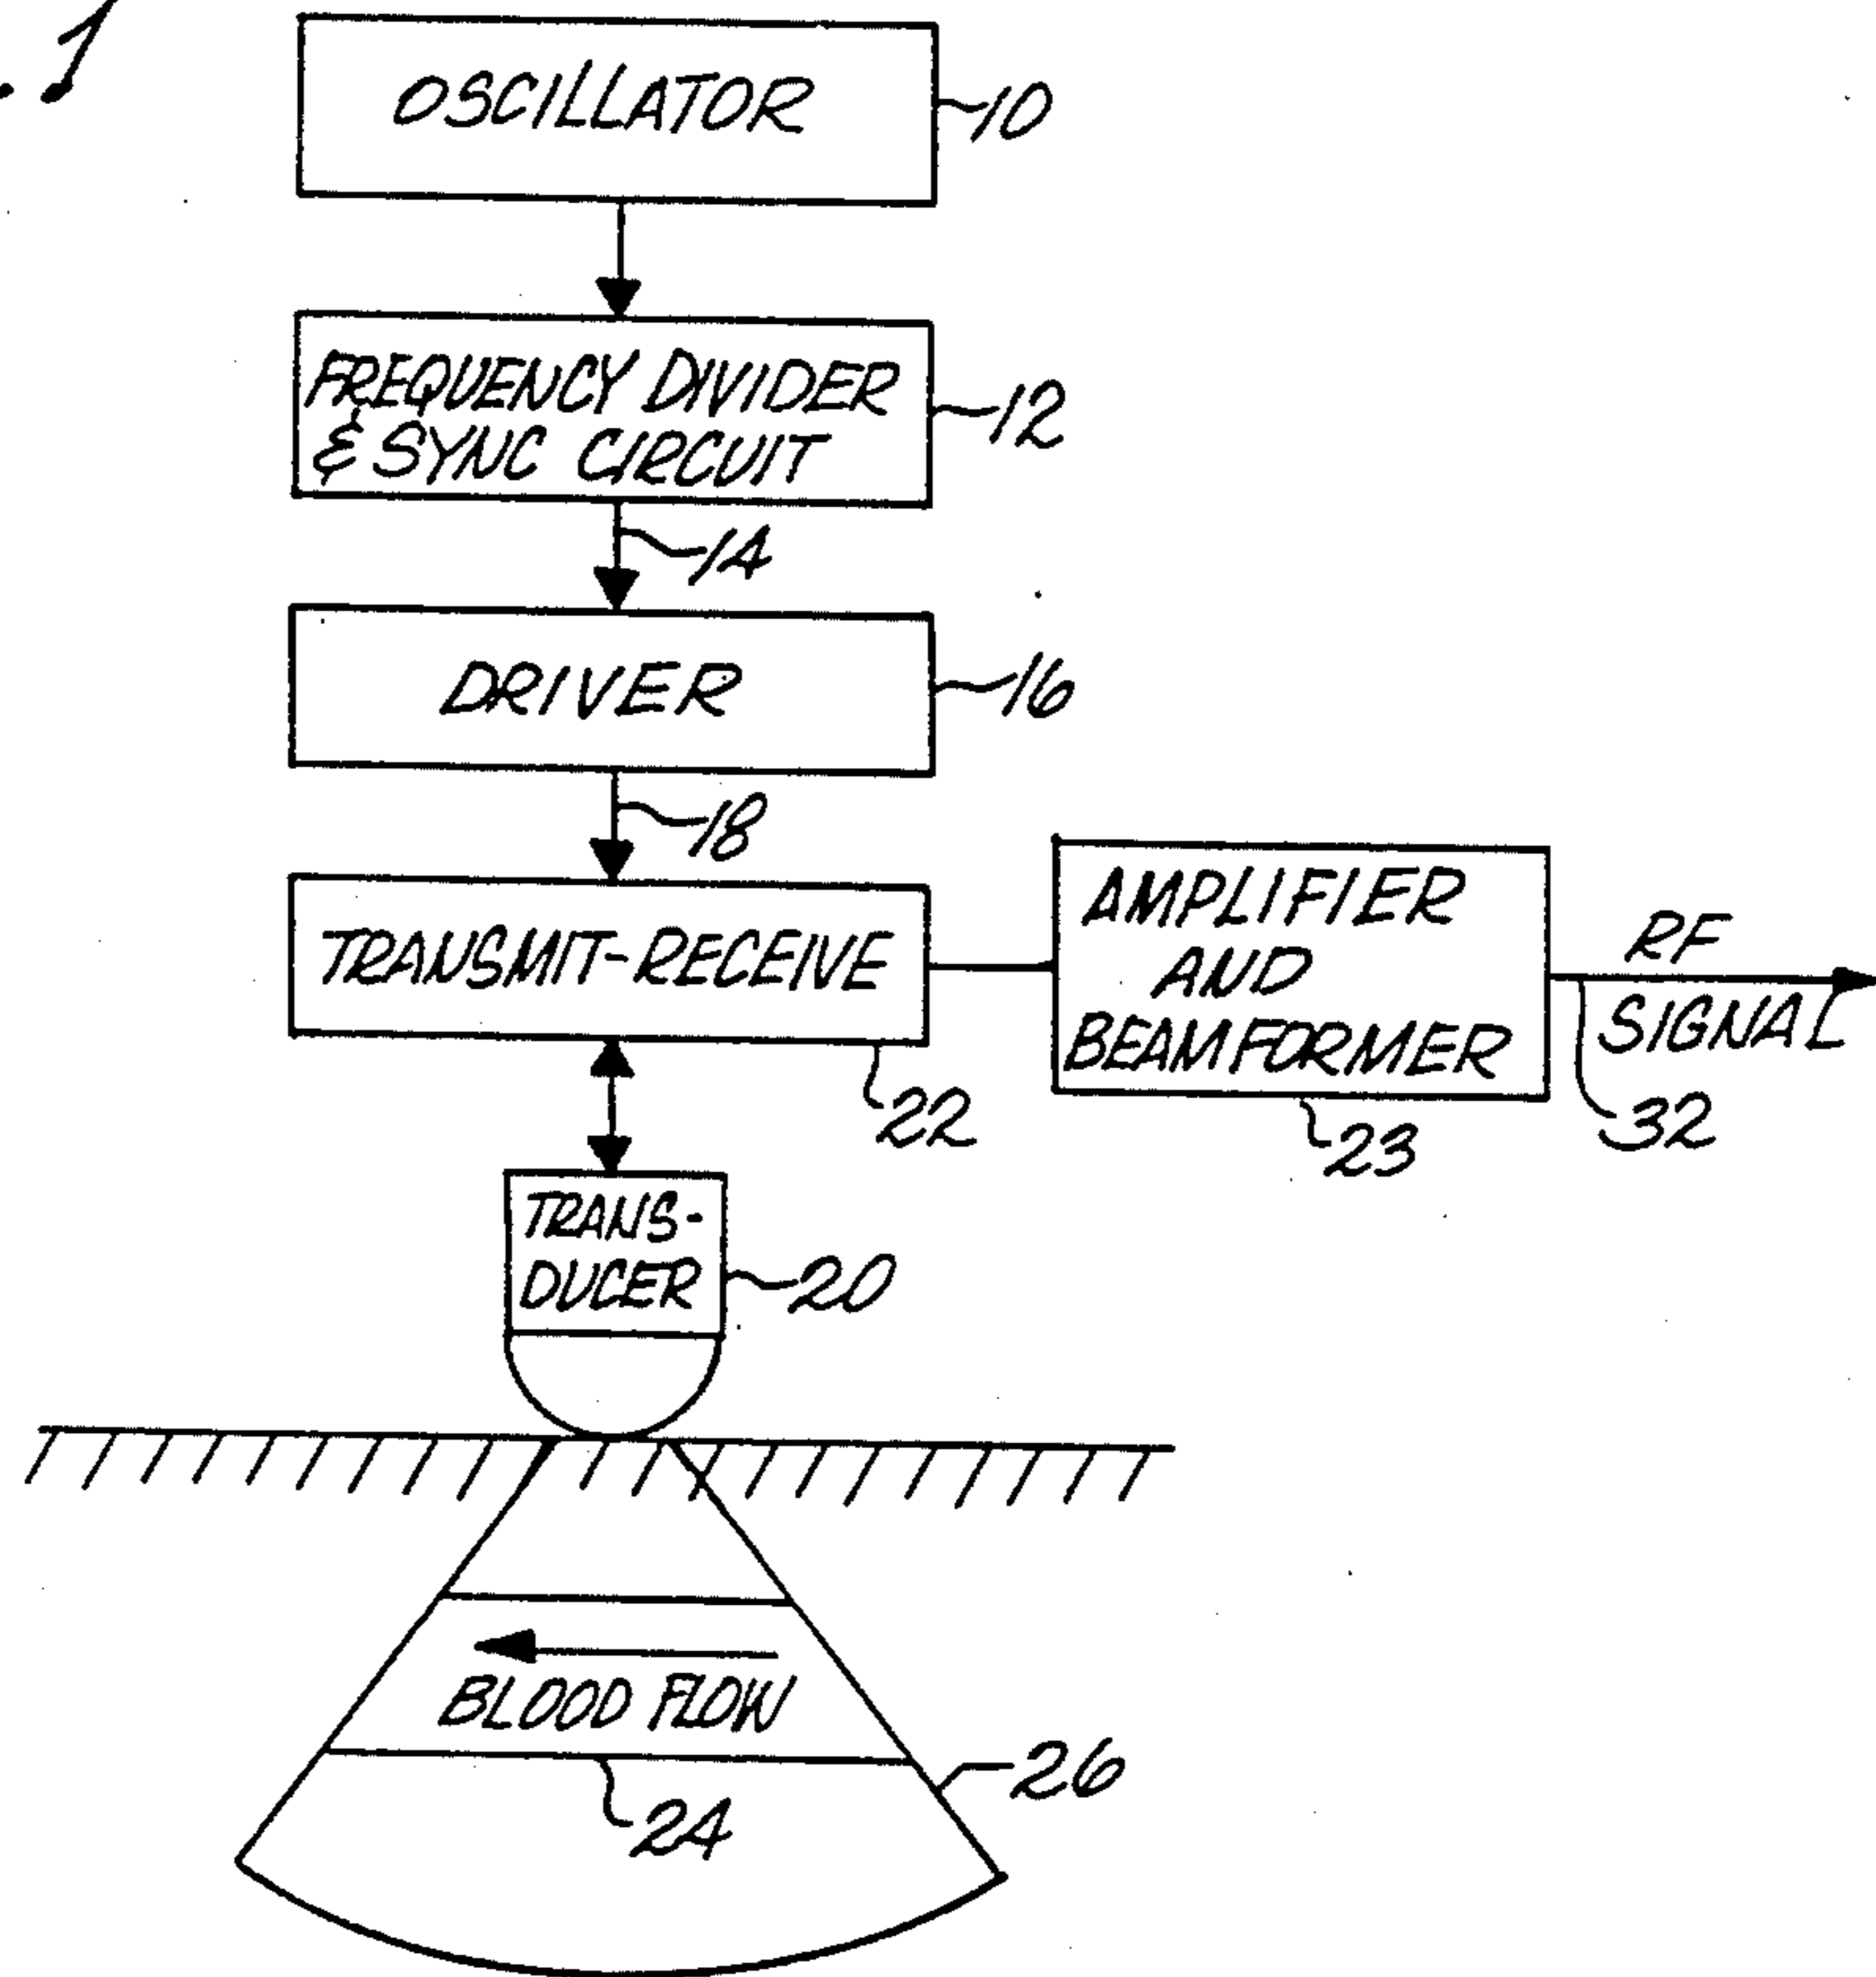 .1
OSCILLATOR
10
FREQUENCY DIVIDER
& SYNC CIRCUIT
12
14
DRIVER
16
18
TRANSMIT-RECEIVE
22
AMPLIFIER
AND
BEAMFORMER
23
RF
SIGNAL
32
TRANS-
DUCER
20
BLOOD FLOW
24
26